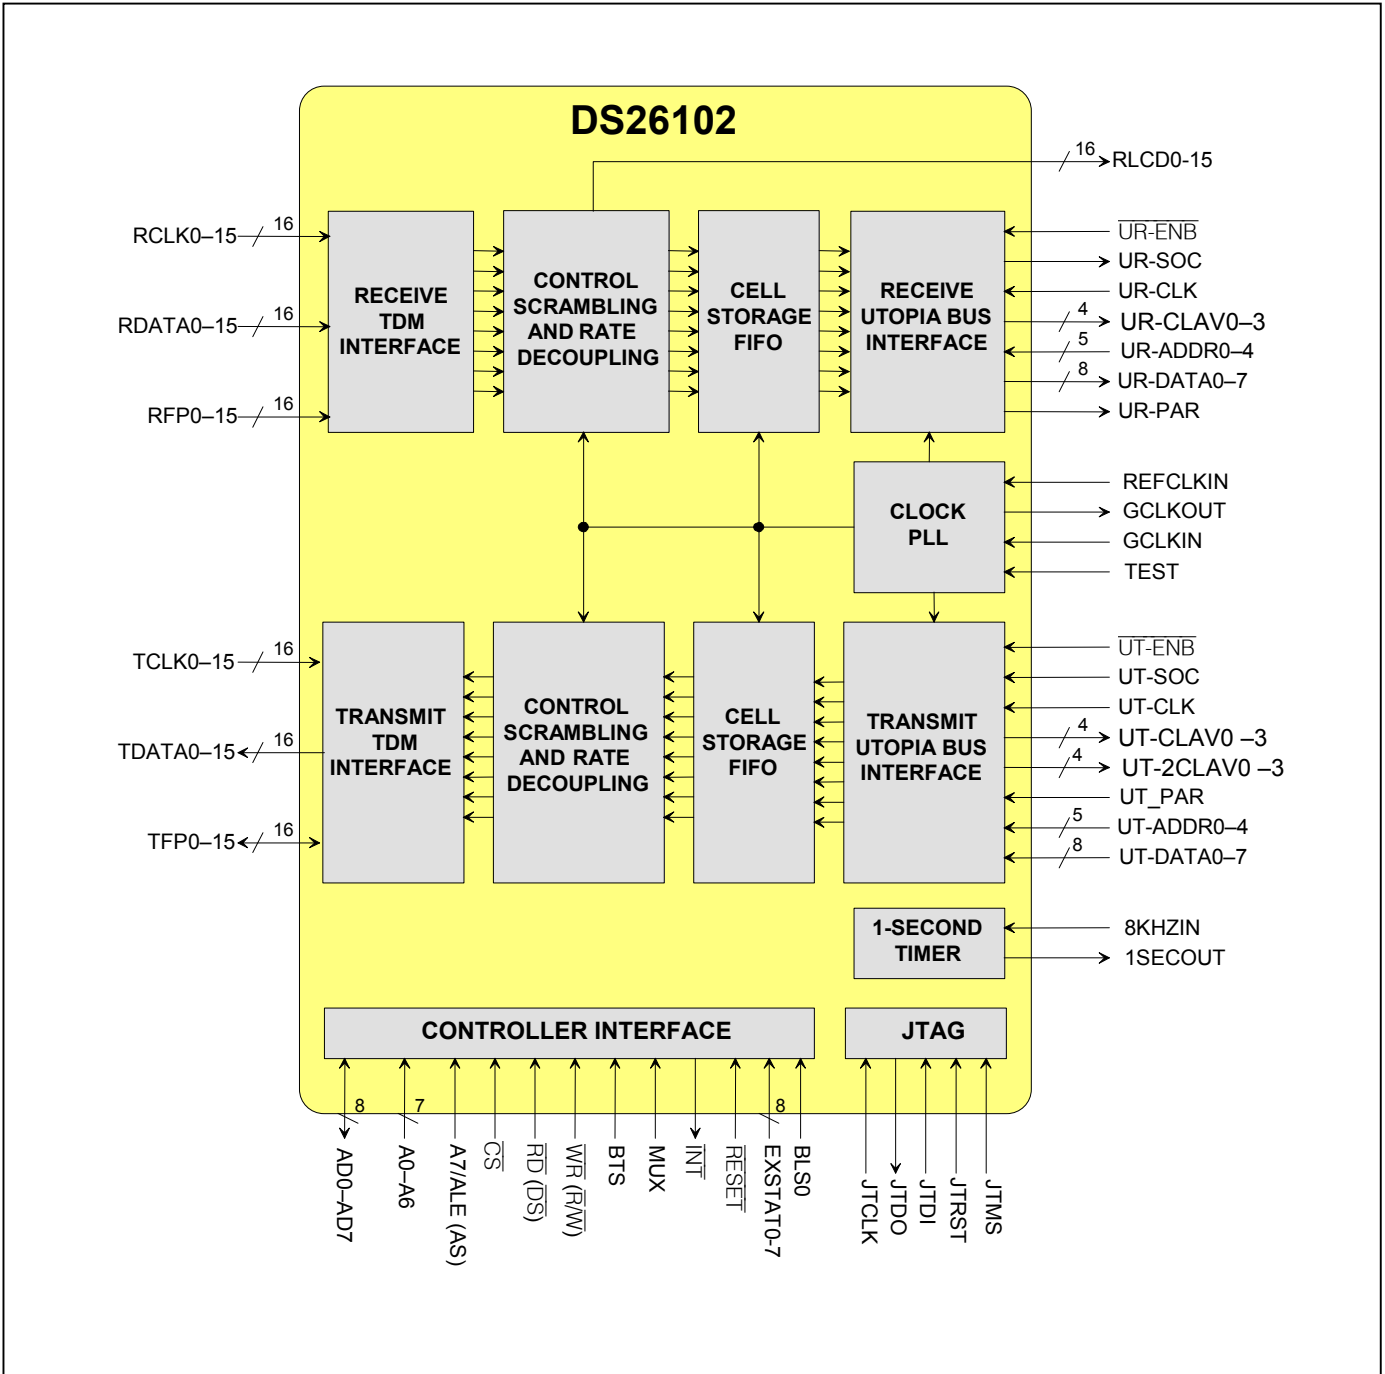 DS26102
16
RLCD0-15
RCLK0–15
16
RDATA0–15
16
RFP0–15
16
RECEIVE
TDM
INTERFACE
CONTROL
SCRAMBLING
AND RATE
DECOUPLING
CELL
STORAGE
FIFO
RECEIVE
UTOPIA BUS
INTERFACE
UR-ENB
UR-SOC
UR-CLK
4
UR-CLAV0–3
5
UR-ADDR0–4
8
UR-DATA0–7
UR-PAR
CLOCK
PLL
REFCLKIN
GCLKOUT
GCLKIN
TEST
TCLK0–15
16
TDATA0–15
16
TFP0–15
16
TRANSMIT
TDM
INTERFACE
CONTROL
SCRAMBLING
AND RATE
DECOUPLING
CELL
STORAGE
FIFO
TRANSMIT
UTOPIA BUS
INTERFACE
UT-ENB
UT-SOC
UT-CLK
4
UT-CLAV0 –3
4
UT-2CLAV0 –3
UT_PAR
5
UT-ADDR0–4
8
UT-DATA0–7
1-SECOND
TIMER
8KHZIN
1SECOUT
CONTROLLER INTERFACE
JTAG
8
AD0–AD7
7
A0–A6
A7/ALE (AS)
CS
RD (DS)
WR (R/W)
BTS
MUX
INT
RESET
8
EXSTAT0-7
BLS0
JTCLK
JTDO
JTDI
JTRST
JTMS